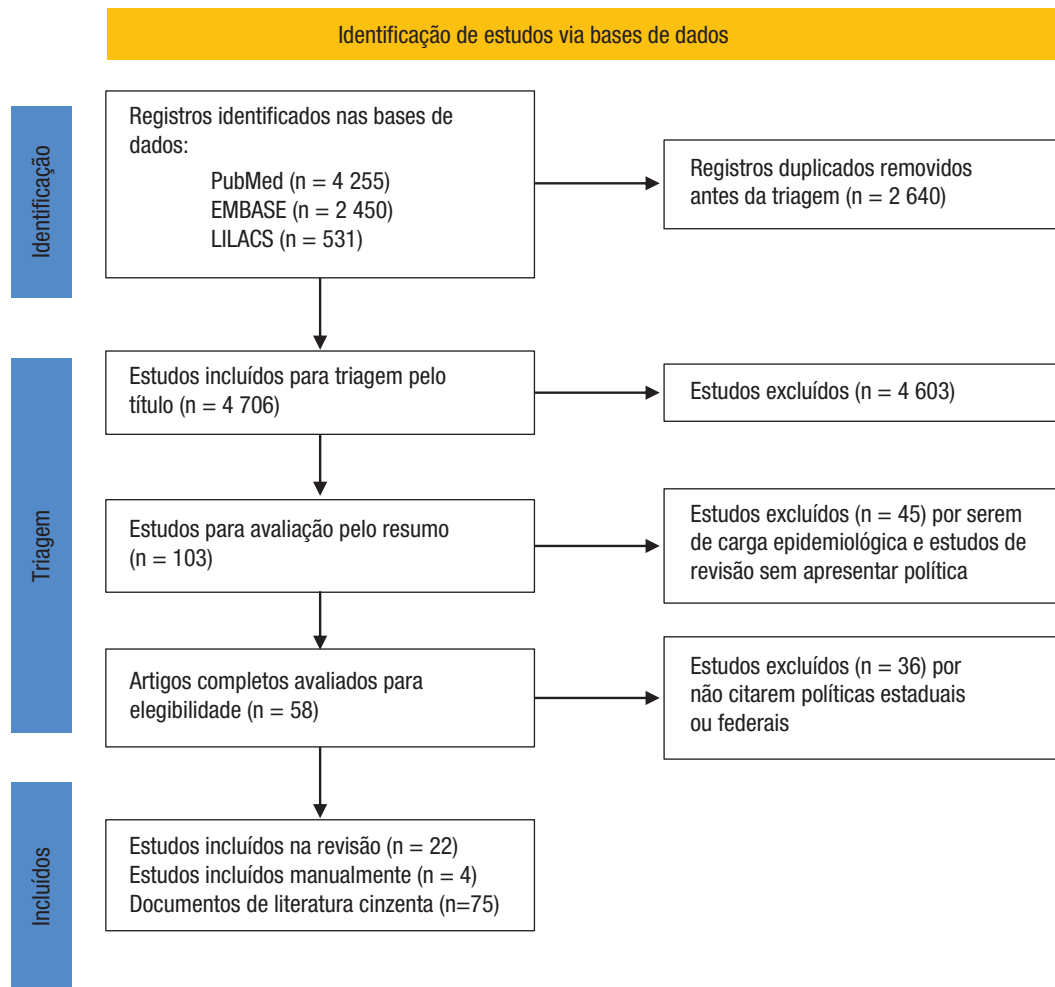 Identificação de estudos via bases de dados
Identificação
Registros identificados nas bases de
dados:
PubMed (n = 4 255)
EMBASE (n = 2 450)
LILACS (n = 531)
Registros duplicados removidos
antes da triagem (n = 2 640)
Triagem
Estudos incluídos para triagem pelo
título (n = 4 706)
Estudos excluídos (n = 4 603)
Estudos para avaliação pelo resumo
(n = 103)
Estudos excluídos (n = 45) por serem
de carga epidemiológica e estudos de
revisão sem apresentar política
Artigos completos avaliados para
elegibilidade (n = 58)
Estudos excluídos (n = 36) por
não citarem políticas estaduais
ou federais
Incluídos
Estudos incluídos na revisão (n = 22)
Estudos incluídos manualmente (n = 4)
Documentos de literatura cinzenta (n=75)